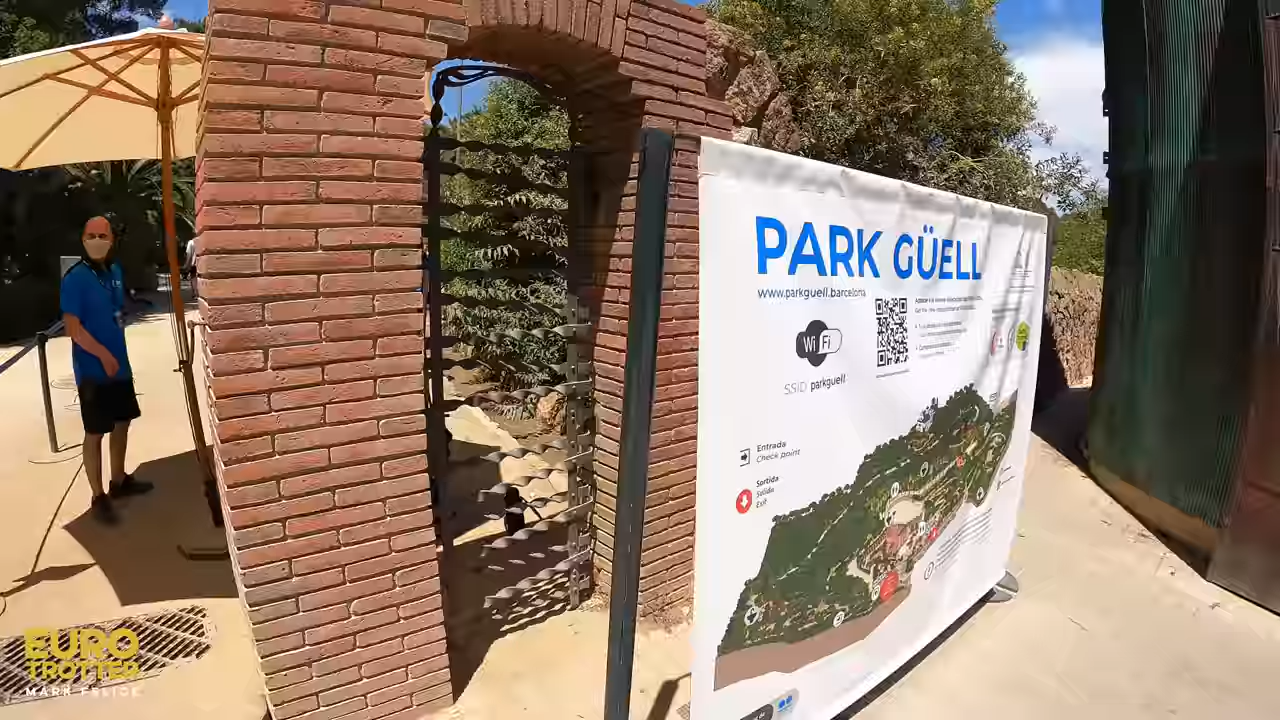 PARK GÜELL
www.parkguell.barcelona
Wi Fi
SSID parkguell
Entrada
Check point
Sortida
Salida
Exit
EURO
TROTTER
MARK FELICE